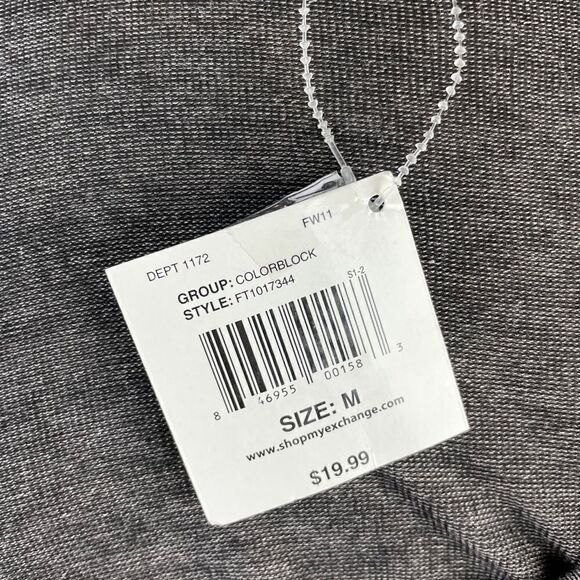 FW11
DEPT 1172
GROUP: COLORBLOCK
STYLE: FT1017344
S1-2
8 46955 00158 3
SIZE: M
www.shopmyexchange.com
$19.99